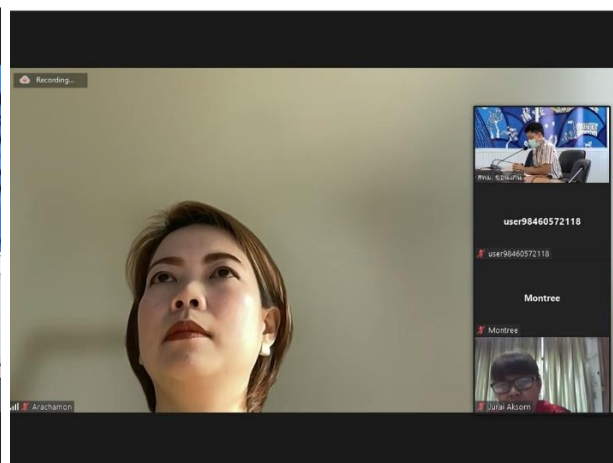 Recording...
user98460572118
user98460572118
Montree
Montree
Arachamon
Jurai Aksorn